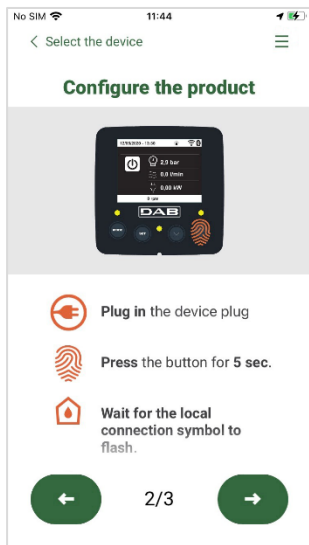 No SIM 11:44
Select the device
Configure the product
2,9 bar
0,0 l/min
0,00 kW
DAB
Plug in the device plug
Press the button for 5 sec.
Wait for the local
connection symbol to
flash.
2/3